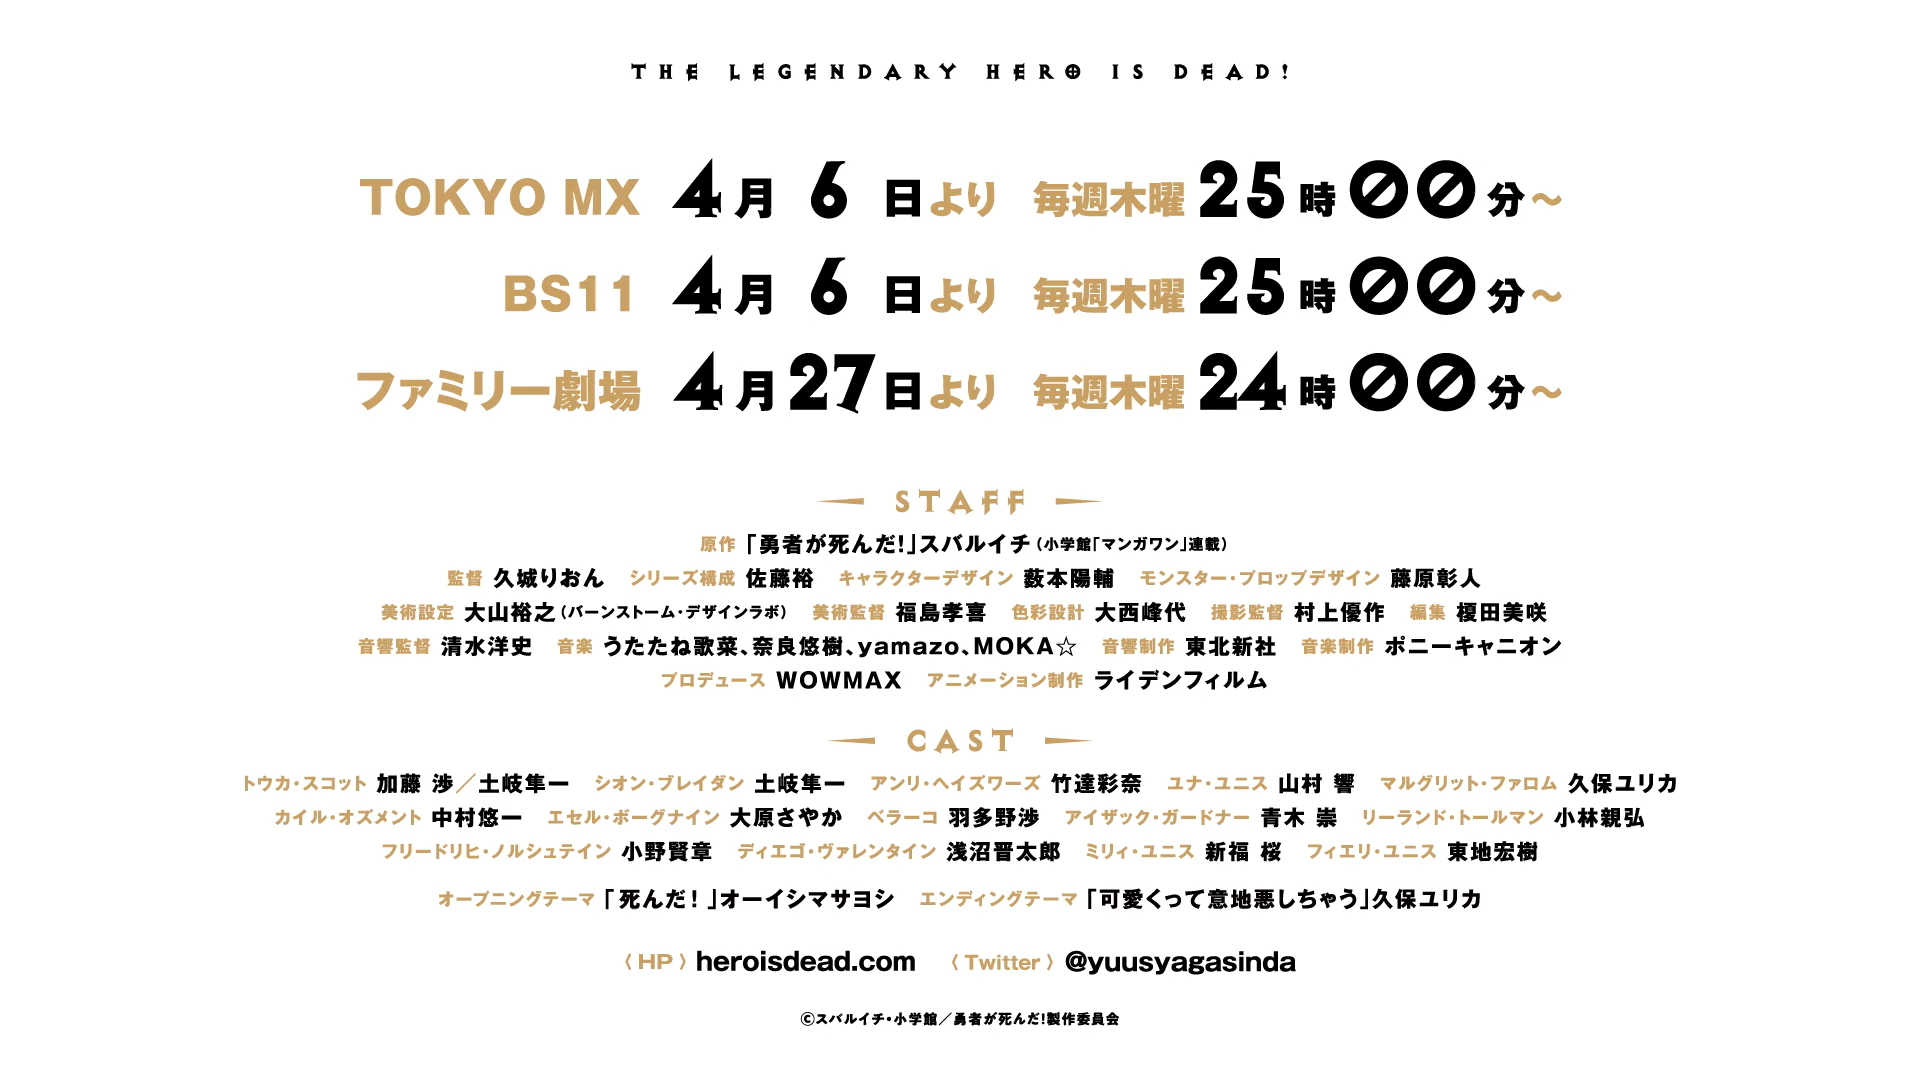 THE LEGENDARY HERO IS DEAD!
TOKYO MX 4月 6日より 毎週木曜 25時00分～
BS11 4月 6日より 毎週木曜 25時00分～
ファミリー劇場 4月27日より 毎週木曜 24時00分～
STAFF
原作 「勇者が死んだ!」スバルイチ(小学館「マンガワン」連載)
監督 久城りおん シリーズ構成 佐藤裕 キャラクターデザイン 薮本陽輔 モンスター・プロップデザイン 藤原彰人
美術設定 大山裕之(バーンストーム・デザインラボ) 美術監督 福島孝喜 色彩設計 大西峰代 撮影監督 村上優作 編集 榎田美咲
音響監督 清水洋史 音楽 うたたね歌菜、奈良悠樹、yamazo、MOKA☆ 音響制作 東北新社 音楽制作 ポニーキャニオン
プロデュース WOWMAX アニメーション制作 ライデンフィルム
CAST
トウカ・スコット 加藤 渉／土岐隼一 シオン・ブレイダン 土岐隼一 アンリ・ヘイズワーズ 竹達彩奈 ユナ・ユニス 山村 響 マルグリット・ファロム 久保ユリカ
カイル・オズメント 中村悠一 エセル・ボーグナイン 大原さやか ベラーコ 羽多野渉 アイザック・ガードナー 青木 崇 リーランド・トールマン 小林親弘
フリードリヒ・ノルシュテイン 小野賢章 ディエゴ・ヴァレンタイン 浅沼晋太郎 ミリィ・ユニス 新福 桜 フィエリ・ユニス 東地宏樹
オープニングテーマ「死んだ！」オーイシマサヨシ エンディングテーマ「可愛くって意地悪しちゃう」久保ユリカ
〈HP〉heroisdead.com 〈Twitter〉@yuusyagasinda
©スバルイチ・小学館／勇者が死んだ!製作委員会